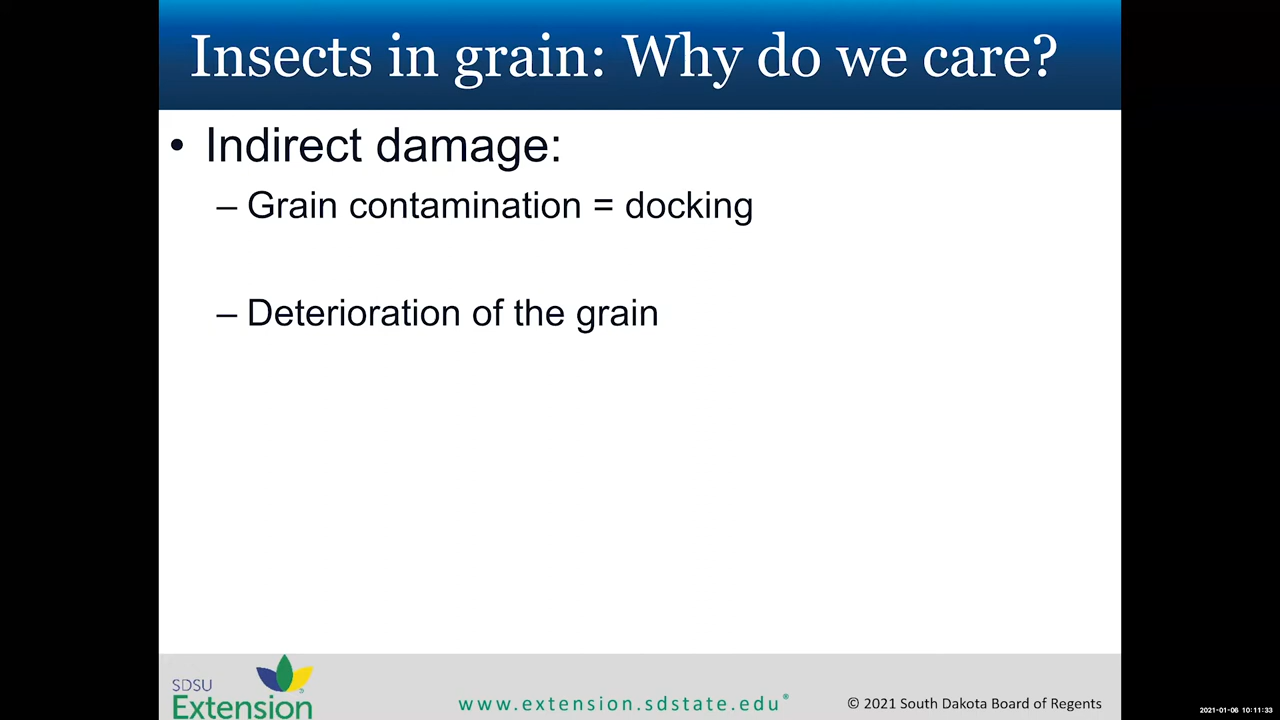 Insects in grain: Why do we care?
• Indirect damage:
– Grain contamination = docking
– Deterioration of the grain
SDSU
Extension
www.extension.sdstate.edu®
© 2021 South Dakota Board of Regents
2021-01-06 10:11:33